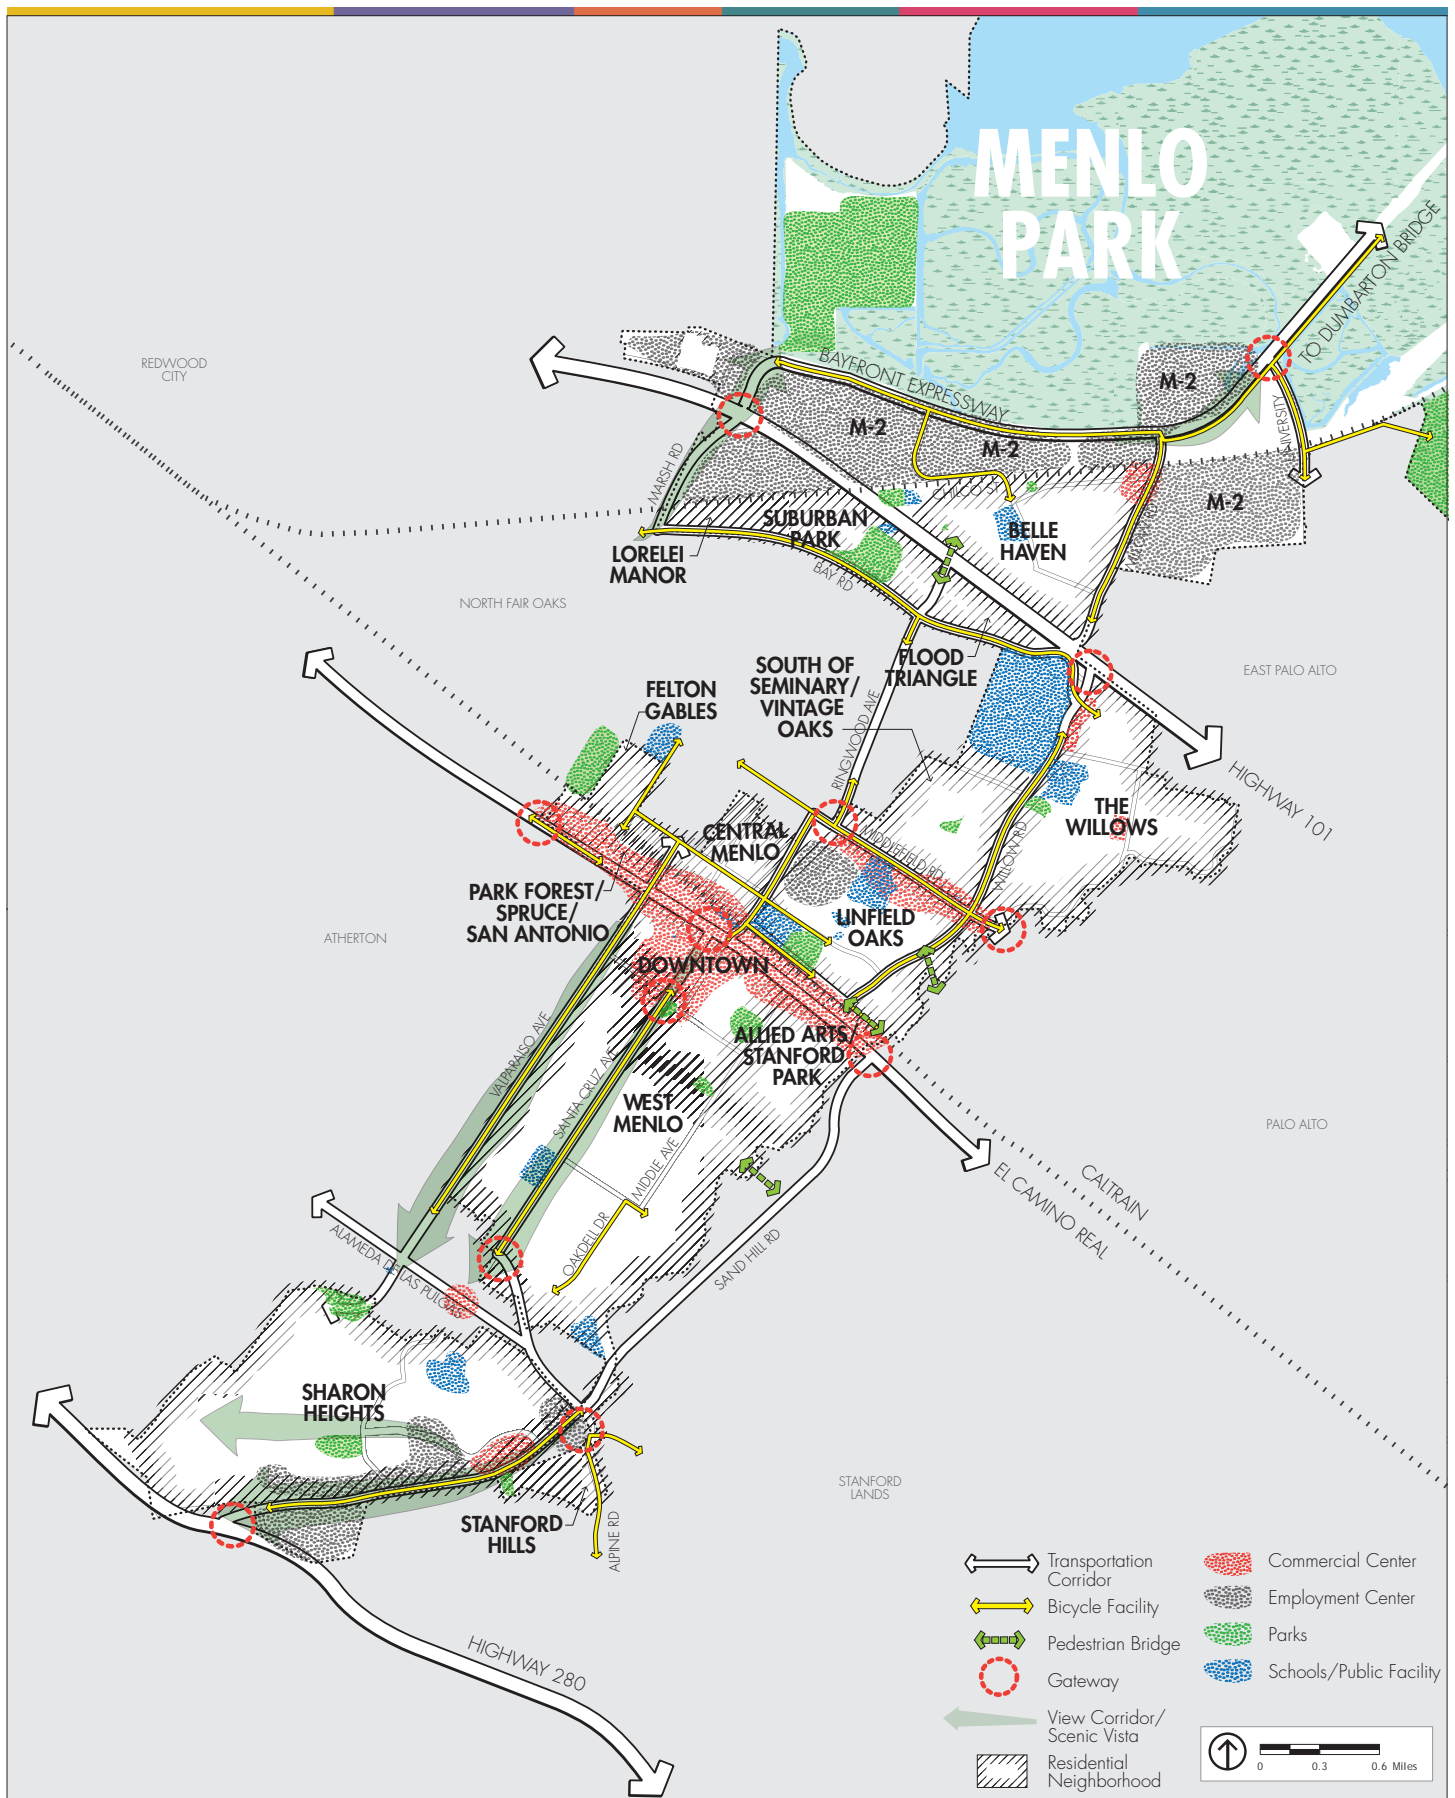 MENLO
PARK
TO DUMBARTON BRIDGE
REDWOOD
CITY
BAYFRONT EXPRESSWAY
M-2
M-2
M-2
M-2
UNIVERSITY
MARSH RD
CHILCO ST
SUBURBAN
PARK
BELLE
HAVEN
LORELEI
MANOR
BAY RD
NORTH FAIR OAKS
FLOOD
TRIANGLE
SOUTH OF
SEMINARY/
VINTAGE
OAKS
EAST PALO ALTO
FELTON
GABLES
RINGWOOD AVE
HIGHWAY 101
THE
WILLOWS
CENTRAL
MENLO
MIDDLEFIELD RD
WILLOW RD
PARK FOREST/
SPRUCE/
SAN ANTONIO
LINFIELD
OAKS
ATHERTON
DOWNTOWN
ALLIED ARTS/
STANFORD
PARK
VALPARAISO AVE
SANTA CRUZ AVE
WEST
MENLO
PALO ALTO
MIDDLE AVE
CALTRAIN
EL CAMINO REAL
OAKDELL DR
SAND HILL RD
ALAMEDA DE LAS PULGAS
SHARON
HEIGHTS
STANFORD
LANDS
STANFORD
HILLS
ALPINE RD
HIGHWAY 280
Transportation
Corridor
Bicycle Facility
Pedestrian Bridge
Gateway
View Corridor/
Scenic Vista
Residential
Neighborhood
Commercial Center
Employment Center
Parks
Schools/Public Facility
0
0.3
0.6 Miles